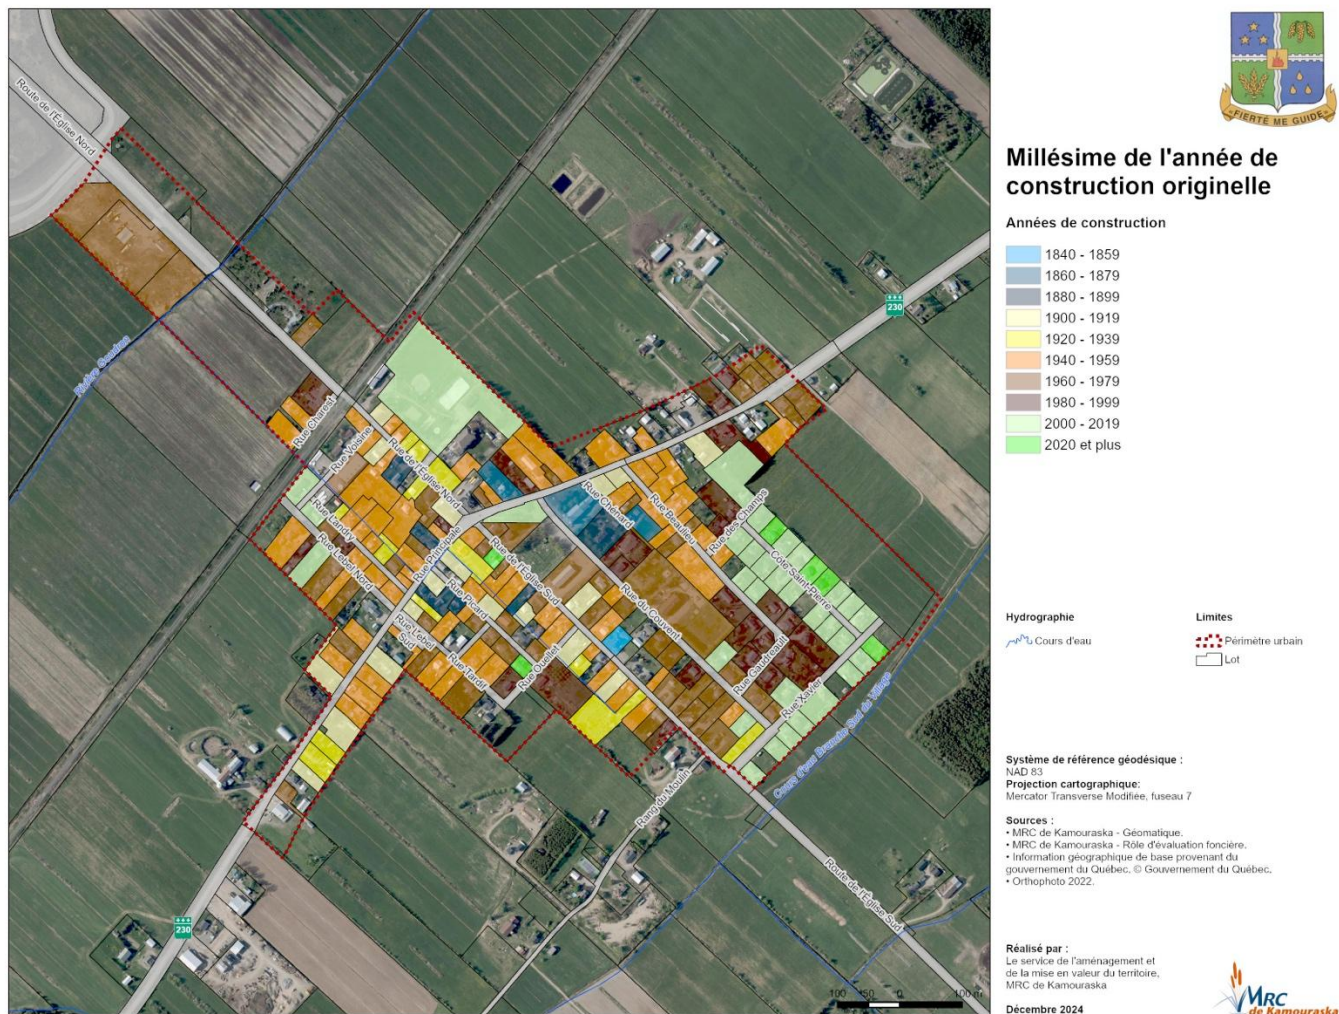 FIERTÉ ME GUIDE
Millésime de l'année de
construction originelle
Années de construction
1840 - 1859
1860 - 1879
1880 - 1899
1900 - 1919
1920 - 1939
1940 - 1959
1960 - 1979
1980 - 1999
2000 - 2019
2020 et plus
Hydrographie
Cours d'eau
Limites
Périmètre urbain
Lot
Système de référence géodésique :
NAD 83
Projection cartographique:
Mercator Transverse Modifiée, fuseau 7
Sources :
• MRC de Kamouraska - Géomatique.
• MRC de Kamouraska - Rôle d'évaluation foncière.
• Information géographique de base provenant du
gouvernement du Québec, © Gouvernement du Québec,
• Orthophoto 2022.
Réalisé par :
Le service de l'aménagement et
de la mise en valeur du territoire,
MRC de Kamouraska
Décembre 2024
MRC
de Kamouraska
Route de l'Église Nord
230
Rue Charest
Rue Voisine
Rue de l'Église Nord
Rue Landry
Rue Lebel Nord
Rue Principale
Rue Chénard
Rue Beaulieu
Rue des Champs
Côte Saint-Pierre
Rue de l'Église Sud
Rue Picard
Rue du Couvent
Rue Lebel
Sud
Rue Tardif
Rue Ouellet
Rue Gaudreault
Rue Xavier
Rang du Moulin
Route de l'Église Sud
230
100 50 0 100 m